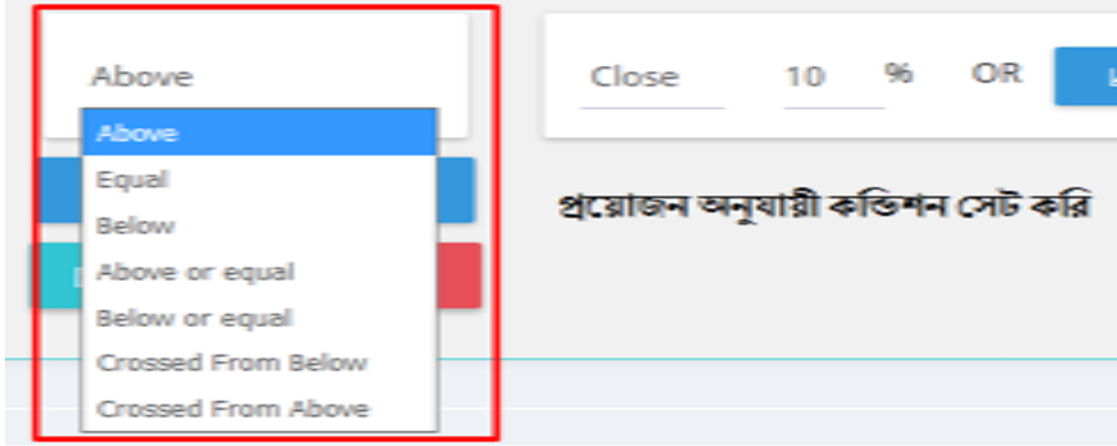 Above
Close 10 % OR
Above
Equal
Below
Above or equal
Below or equal
Crossed From Below
Crossed From Above
প্রয়োজন অনুযায়ী কন্ডিশন সেট করি